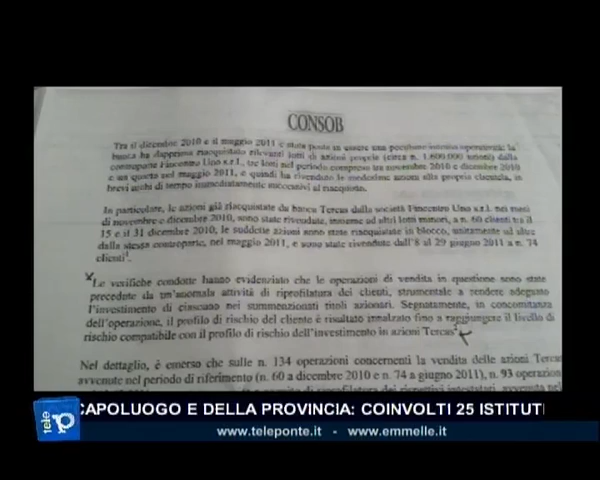 CONSOB
Tra il dicembre 2010 e il maggio 2011 è stata posta in essere una operatività: la
banca ha dapprima riacquistato rilevanti lotti di azioni proprie (circa n. 1.600.000 azioni) dalla
controparte Fincentro Uno s.r.l., tre lotti nel periodo compreso tra novembre 2010 e dicembre 2010
e un quarto nel maggio 2011, e quindi ha rivenduto le medesime azioni alla propria clientela, in
brevi archi di tempo immediatamente successivi al riacquisto.
In particolare, le azioni già riacquistate da banca Tercas dalla società Fincentro Uno s.r.l. nei mesi
di novembre e dicembre 2010, sono state rivendute, insieme ad altri lotti minori, a n. 60 clienti tra il
15 e il 31 dicembre 2010, le suddette azioni sono state riacquistate in blocco, unitamente ad altre
dalla stessa controparte, nel maggio 2011, e sono state rivendute dall'8 al 29 giugno 2011 a n. 74
clienti¹.
Le verifiche condotte hanno evidenziato che le operazioni di vendita in questione sono state
precedute da un'anomala attività di riprofilatura dei clienti, strumentale a rendere adeguato
l'investimento di ciascuno nei summenzionati titoli azionari. Segnatamente, in concomitanza
dell'operazione, il profilo di rischio del cliente è risultato innalzato fino a raggiungere il livello di
rischio compatibile con il profilo di rischio dell'investimento in azioni Tercas
Nel dettaglio, è emerso che sulle n. 134 operazioni concernenti la vendita delle azioni Tercas
avvenute nel periodo di riferimento (n. 60 a dicembre 2010 e n. 74 a giugno 2011), n. 93 operazioni
CAPOLUOGO E DELLA PROVINCIA: COINVOLTI 25 ISTITUTI
tele p
www.teleponte.it - www.emmelle.it